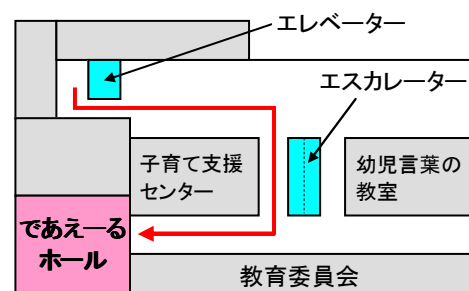 エレベーター
エスカレーター
子育て支援
センター
幼児言葉の
教室
であえーる
ホール
教育委員会